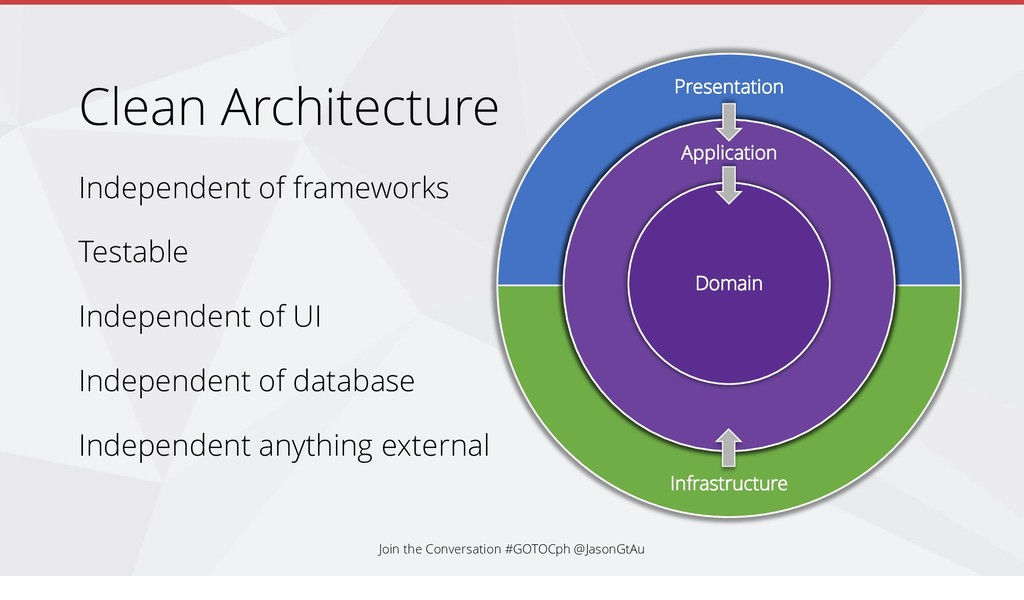 Clean Architecture
Independent of frameworks
Testable
Independent of UI
Independent of database
Independent anything external
Presentation
Application
Domain
Infrastructure
Join the Conversation #GOTOCph @JasonGtAu